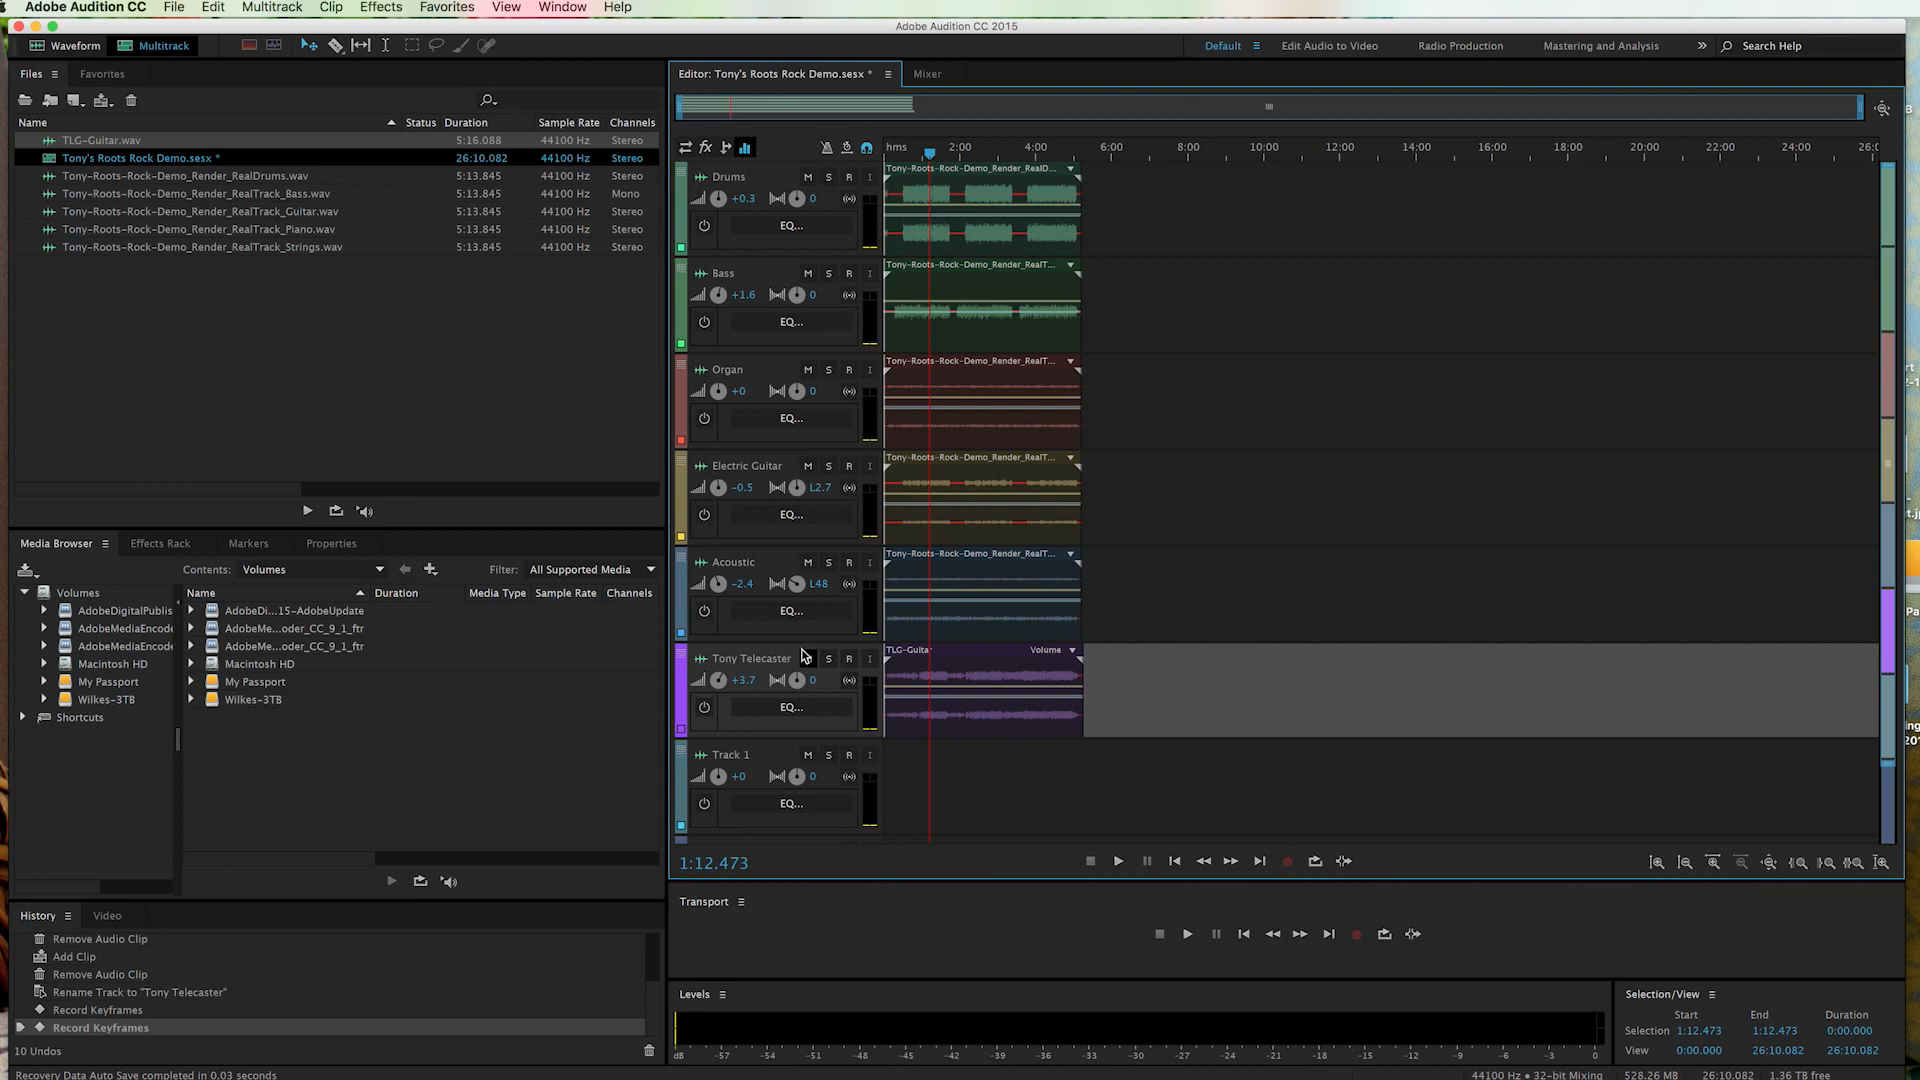 Adobe Audition CC File Edit Multitrack Clip Effects Favorites View Window Help
Adobe Audition CC 2015
Waveform Multitrack Default Edit Audio to Video Radio Production Mastering and Analysis Search Help
Files Favorites
Name Status Duration Sample Rate Channels
TLG-Guitar.wav 5:16.088 44100 Hz Stereo
Tony's Roots Rock Demo.sesx * 26:10.082 44100 Hz Stereo
Tony-Roots-Rock-Demo_Render_RealDrums.wav 5:13.845 44100 Hz Stereo
Tony-Roots-Rock-Demo_Render_RealTrack_Bass.wav 5:13.845 44100 Hz Mono
Tony-Roots-Rock-Demo_Render_RealTrack_Guitar.wav 5:13.845 44100 Hz Stereo
Tony-Roots-Rock-Demo_Render_RealTrack_Piano.wav 5:13.845 44100 Hz Stereo
Tony-Roots-Rock-Demo_Render_RealTrack_Strings.wav 5:13.845 44100 Hz Stereo
Media Browser Effects Rack Markers Properties
Contents: Volumes Filter: All Supported Media
Volumes
AdobeDigitalPublis
AdobeMediaEncode
AdobeMediaEncode
Macintosh HD
My Passport
Wilkes-3TB
Shortcuts
Name Duration Media Type Sample Rate Channels
AdobeDi...15-AdobeUpdate
AdobeMe...oder_CC_9_1_ftr
AdobeMe...oder_CC_9_1_ftr
Macintosh HD
My Passport
Wilkes-3TB
History Video
Remove Audio Clip
Add Clip
Remove Audio Clip
Rename Track to "Tony Telecaster"
Record Keyframes
Record Keyframes
10 Undos
Recovery Data Auto Save completed in 0.03 seconds
Editor: Tony's Roots Rock Demo.sesx * Mixer
fx hms 2:00 4:00 6:00 8:00 10:00 12:00 14:00 16:00 18:00 20:00 22:00 24:00 26:0
Drums M S R I
+0.3 0
EQ...
Tony-Roots-Rock-Demo_Render_RealD...
Bass M S R I
+1.6 0
EQ...
Tony-Roots-Rock-Demo_Render_RealT...
Organ M S R I
+0 0
EQ...
Tony-Roots-Rock-Demo_Render_RealT...
Electric Guitar M S R I
-0.5 L2.7
EQ...
Tony-Roots-Rock-Demo_Render_RealT...
Acoustic M S R I
-2.4 L48
EQ...
Tony-Roots-Rock-Demo_Render_RealT...
Tony Telecaster S R I
+3.7 0
EQ...
TLG-Guitar Volume
Track 1 M S R I
+0 0
EQ...
1:12.473
Transport
Levels
dB -57 -54 -51 -48 -45 -42 -39 -36 -33 -30 -27 -24 -21 -18 -15 -12 -9 -6 -3 0
Selection/View
Start End Duration
Selection 1:12.473 1:12.473 0:00.000
View 0:00.000 26:10.082 26:10.082
44100 Hz • 32-bit Mixing 528.26 MB 26:10.082 1.36 TB free